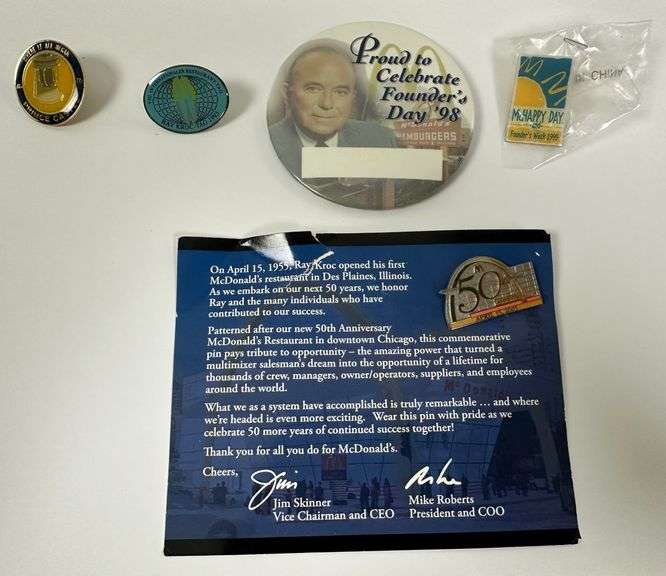 Proud to
Celebrate
Founder's
Day '98
McDonald's
HAMBURGERS
CHINA
McHAPPY DAY
Founder's Week 1999
50
On April 15, 1955, Ray Kroc opened his first
McDonald's restaurant in Des Plaines, Illinois.
As we embark on our next 50 years, we honor
Ray and the many individuals who have
contributed to our success.
Patterned after our new 50th Anniversary
McDonald's Restaurant in downtown Chicago, this commemorative
pin pays tribute to opportunity – the amazing power that turned a
multimixer salesman's dream into the opportunity of a lifetime for
thousands of crew, managers, owner/operators, suppliers, and employees
around the world.
What we as a system have accomplished is truly remarkable … and where
we're headed is even more exciting. Wear this pin with pride as we
celebrate 50 more years of continued success together!
Thank you for all you do for McDonald's.
Cheers,
Jim
Mike
Jim Skinner
Vice Chairman and CEO
Mike Roberts
President and COO